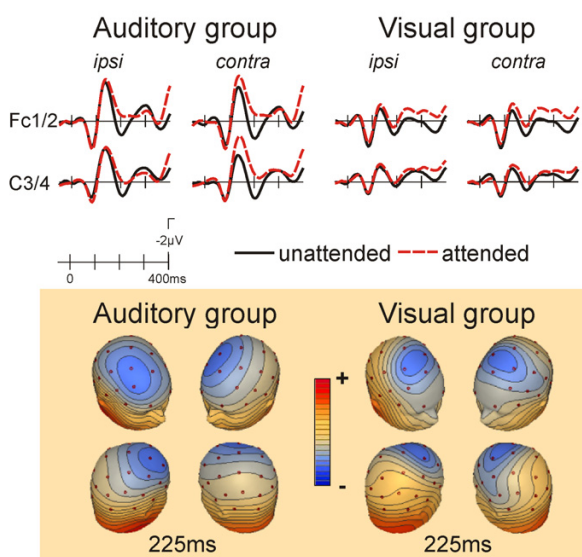 Auditory group Visual group
ipsi contra ipsi contra
Fc1/2
C3/4
-2µV
0 400ms
unattended attended
Auditory group Visual group
+
-
225ms 225ms